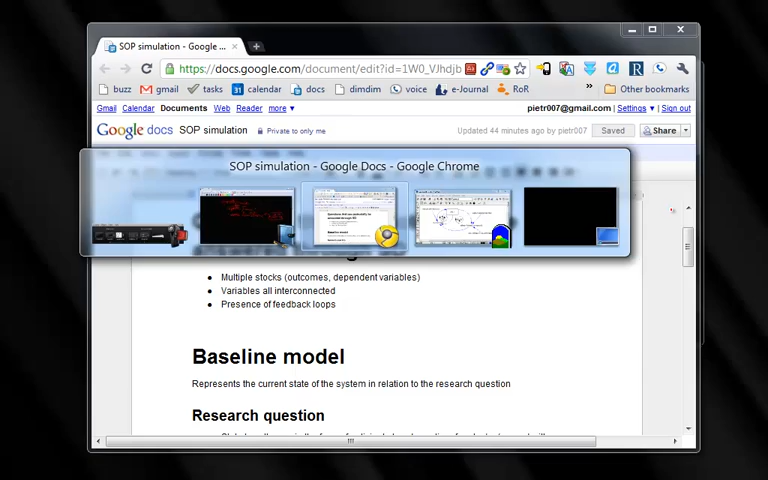 SOP simulation - Google ...
https://docs.google.com/document/edit?id=1W0_VJhdjb
buzz gmail tasks calendar docs dimdim voice e-Journal RoR » Other bookmarks
Gmail Calendar Documents Web Reader more ▼ pietr007@gmail.com | Settings ▼ | Sign out
Google docs SOP simulation Private to only me Updated 44 minutes ago by pietr007 Saved Share
SOP simulation - Google Docs - Google Chrome
Multiple stocks (outcomes, dependent variables)
Variables all interconnected
Presence of feedback loops
Baseline model
Represents the current state of the system in relation to the research question
Research question